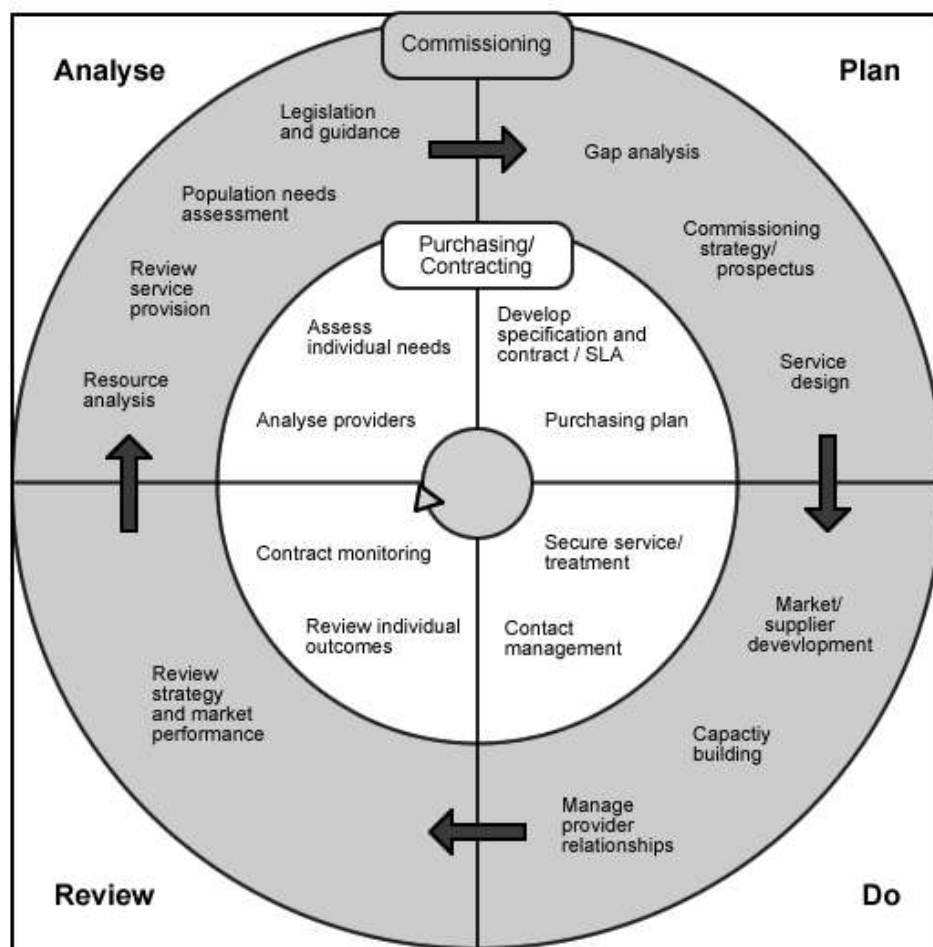 Commissioning
Analyse
Plan
Legislation
and guidance
Gap analysis
Population needs
assessment
Commissioning
strategy/
prospectus
Purchasing/
Contracting
Review
service
provision
Assess
individual needs
Develop
specification and
contract / SLA
Resource
analysis
Service
design
Analyse providers
Purchasing plan
Contract monitoring
Secure service/
treatment
Review individual
outcomes
Contact
management
Market/
supplier
devevlopment
Review
strategy
and market
performance
Capactiy
building
Manage
provider
relationships
Review
Do